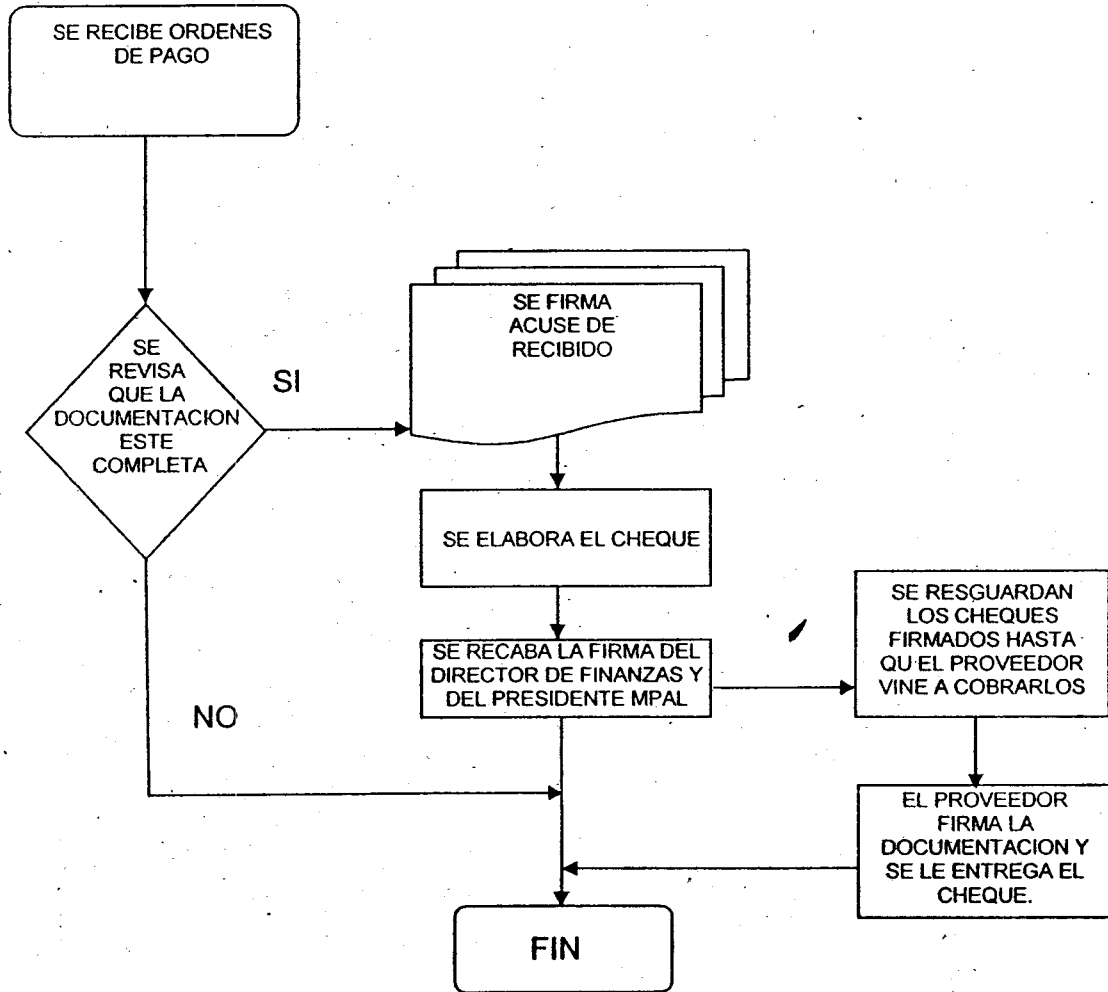 SE RECIBE ORDENES
DE PAGO
SE
REVISA
QUE LA
DOCUMENTACION
ESTE
COMPLETA
SI
SE FIRMA
ACUSE DE
RECIBIDO
SE ELABORA EL CHEQUE
SE RECABA LA FIRMA DEL
DIRECTOR DE FINANZAS Y
DEL PRESIDENTE MPAL
SE RESGUARDAN
LOS CHEQUES
FIRMADOS HASTA
QU EL PROVEEDOR
VINE A COBRARLOS
NO
EL PROVEEDOR
FIRMA LA
DOCUMENTACION Y
SE LE ENTREGA EL
CHEQUE.
FIN